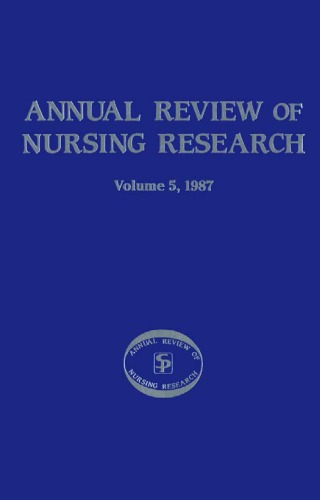 ANNUAL REVIEW OF
NURSING RESEARCH
Volume 5, 1987
ANNUAL REVIEW OF
SP
NURSING RESEARCH